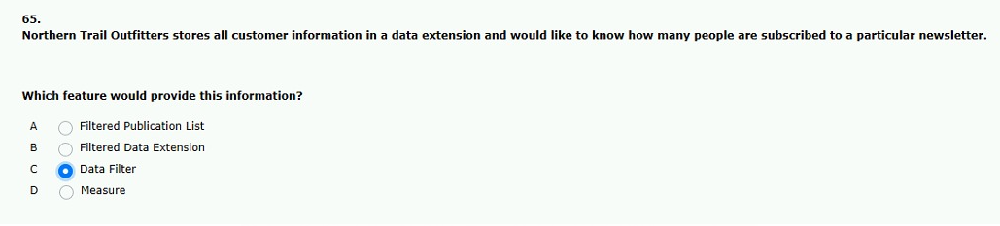 65.
Northern Trail Outfitters stores all customer information in a data extension and would like to know how many people are subscribed to a particular newsletter.
Which feature would provide this information?
A Filtered Publication List
B Filtered Data Extension
C Data Filter
D Measure